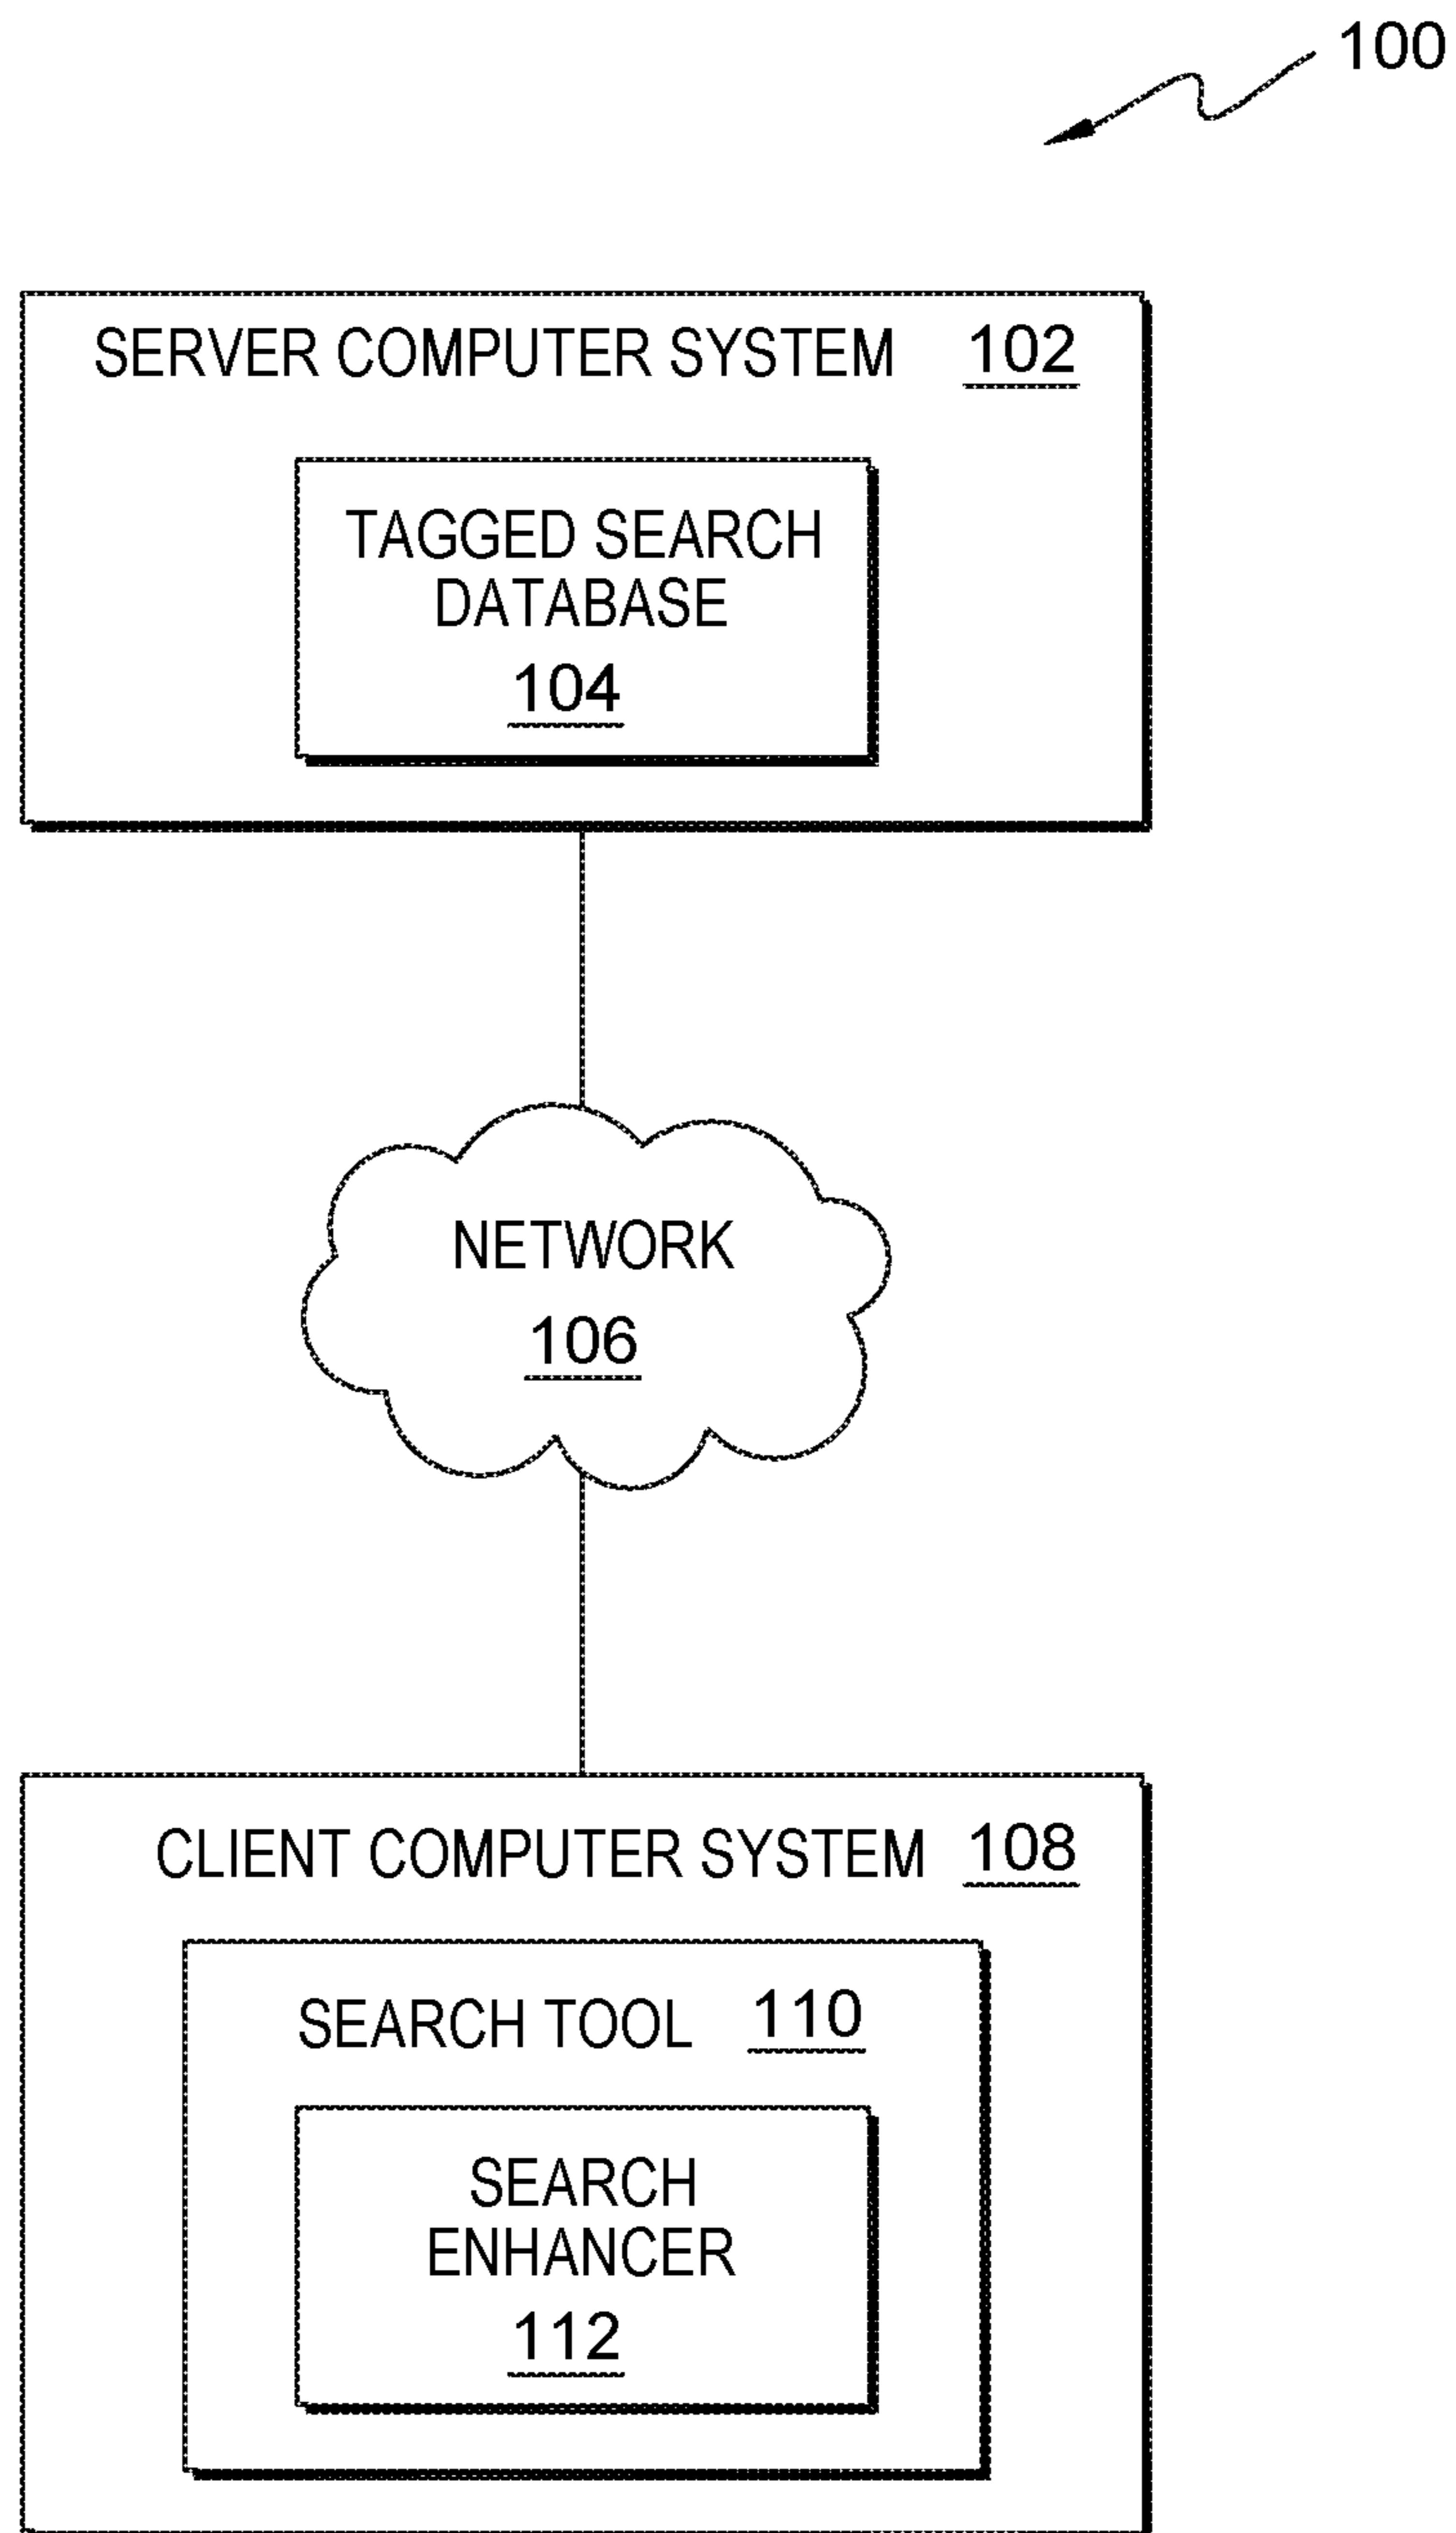 100
SERVER COMPUTER SYSTEM 102
TAGGED SEARCH
DATABASE
104
NETWORK
106
CLIENT COMPUTER SYSTEM 108
SEARCH TOOL 110
SEARCH
ENHANCER
112